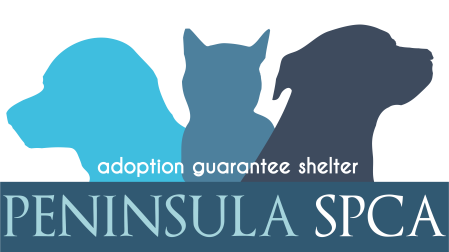 adoption guarantee shelter
PENINSULA SPCA